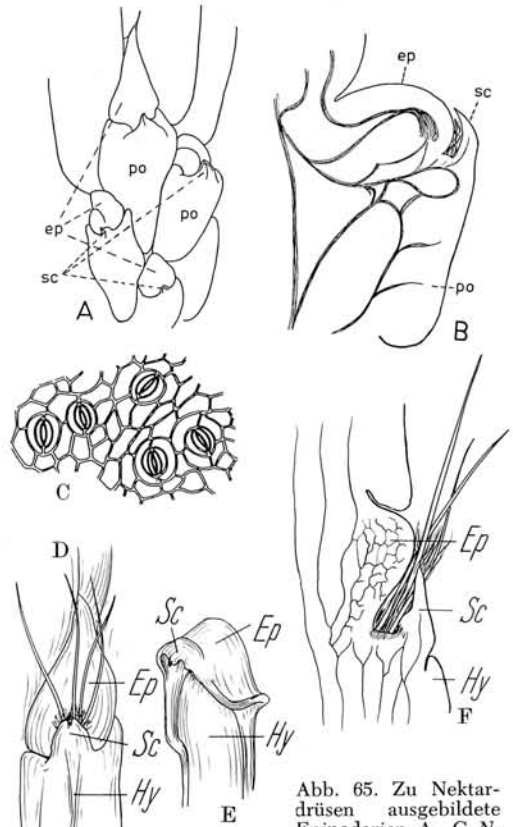 ep
sc
po
po
ep
sc
po
A
B
C
D
Ep
Sc
Hy
F
Ep
Sc
Hy
Sc
Ep
Hy
E
Abb. 65. Zu Nektar-
drüsen ausgebildete